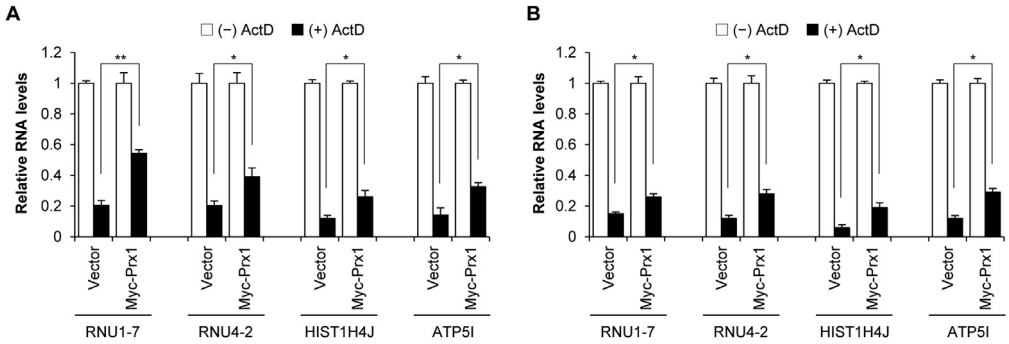 A
(−) ActD (+) ActD
Relative RNA levels
1.2
1
0.8
0.6
0.4
0.2
0
** * * *
Vector Myc-Prx1 Vector Myc-Prx1 Vector Myc-Prx1 Vector Myc-Prx1
RNU1-7 RNU4-2 HIST1H4J ATP5I
B
(−) ActD (+) ActD
Relative RNA levels
1.2
1
0.8
0.6
0.4
0.2
0
* * * *
Vector Myc-Prx1 Vector Myc-Prx1 Vector Myc-Prx1 Vector Myc-Prx1
RNU1-7 RNU4-2 HIST1H4J ATP5I